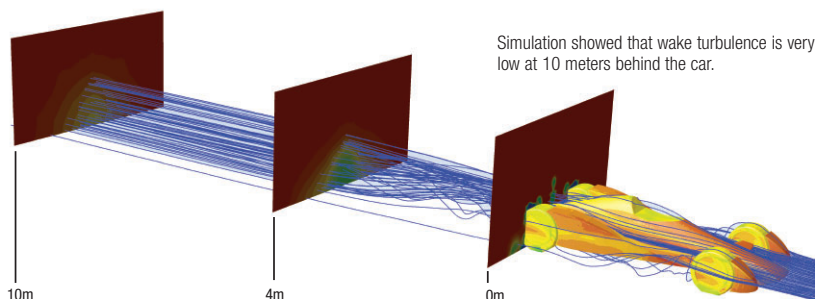 Simulation showed that wake turbulence is very
low at 10 meters behind the car.
10m
4m
0m